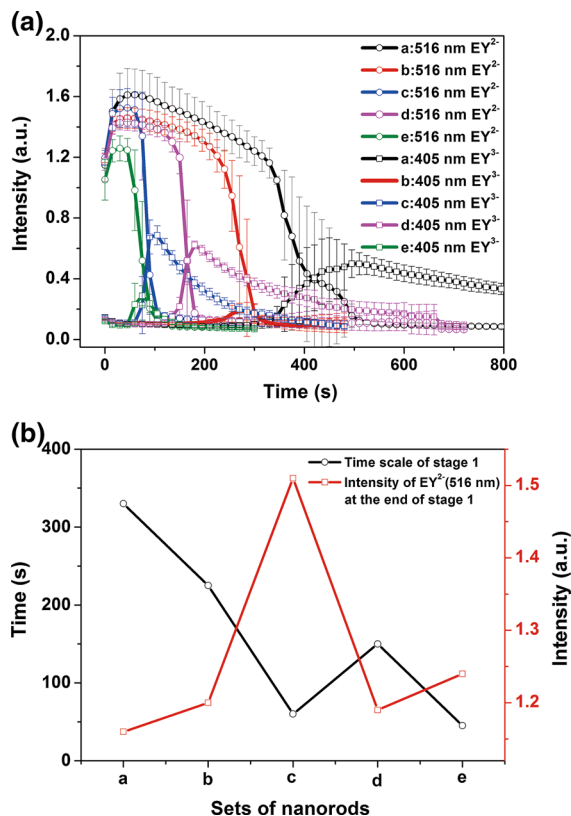 (a)
2.0
1.6
1.2
0.8
0.4
0.0
Intensity (a.u.)
a:516 nm EY²⁻
b:516 nm EY²⁻
c:516 nm EY²⁻
d:516 nm EY²⁻
e:516 nm EY²⁻
a:405 nm EY³⁻
b:405 nm EY³⁻
c:405 nm EY³⁻
d:405 nm EY³⁻
e:405 nm EY³⁻
0 200 400 600 800
Time (s)
(b)
400
300
200
100
0
Time (s)
Time scale of stage 1
Intensity of EY²⁻(516 nm)
at the end of stage 1
1.5
1.4
1.3
1.2
Intensity (a.u.)
a b c d e
Sets of nanorods